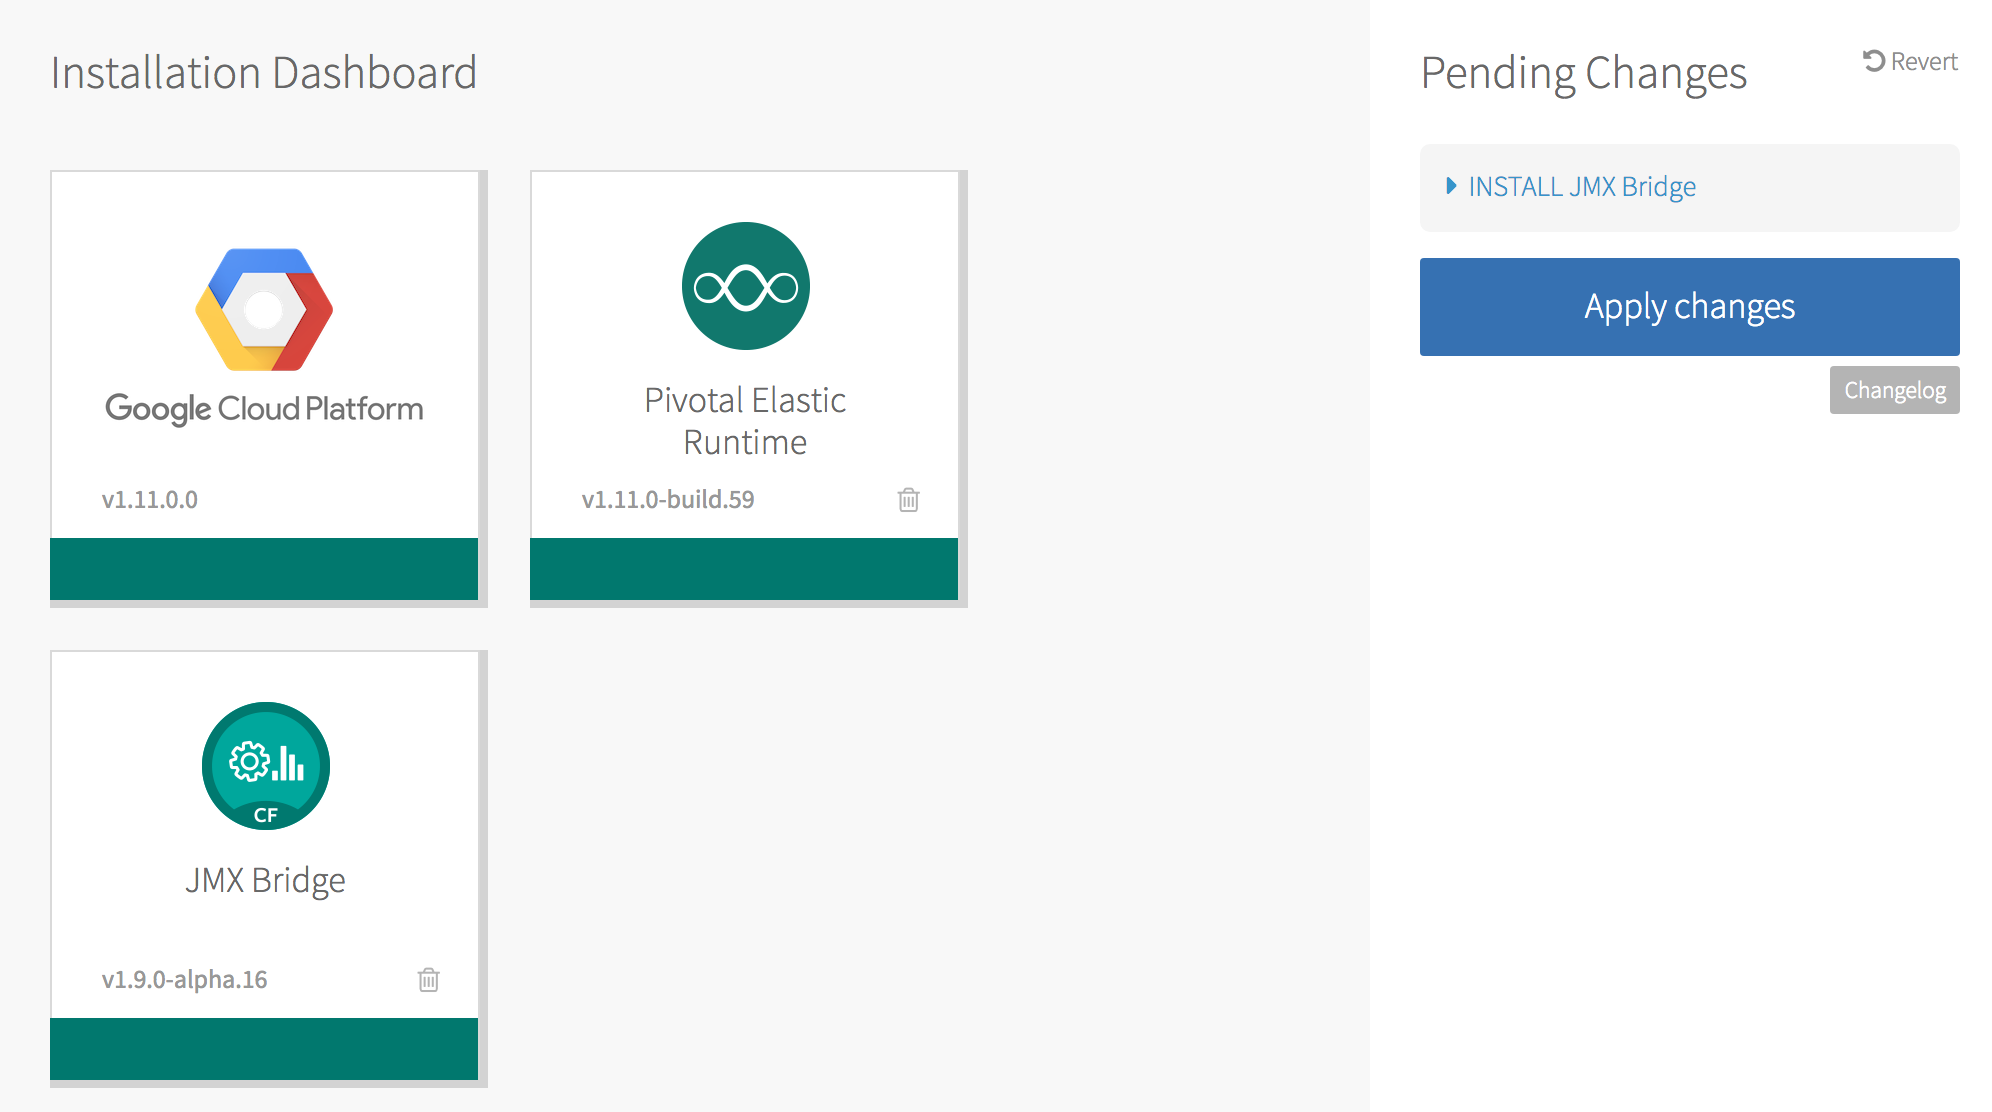 Installation Dashboard
Google Cloud Platform
v1.11.0.0
Pivotal Elastic
Runtime
v1.11.0-build.59
CF
JMX Bridge
v1.9.0-alpha.16
Pending Changes
Revert
INSTALL JMX Bridge
Apply changes
Changelog